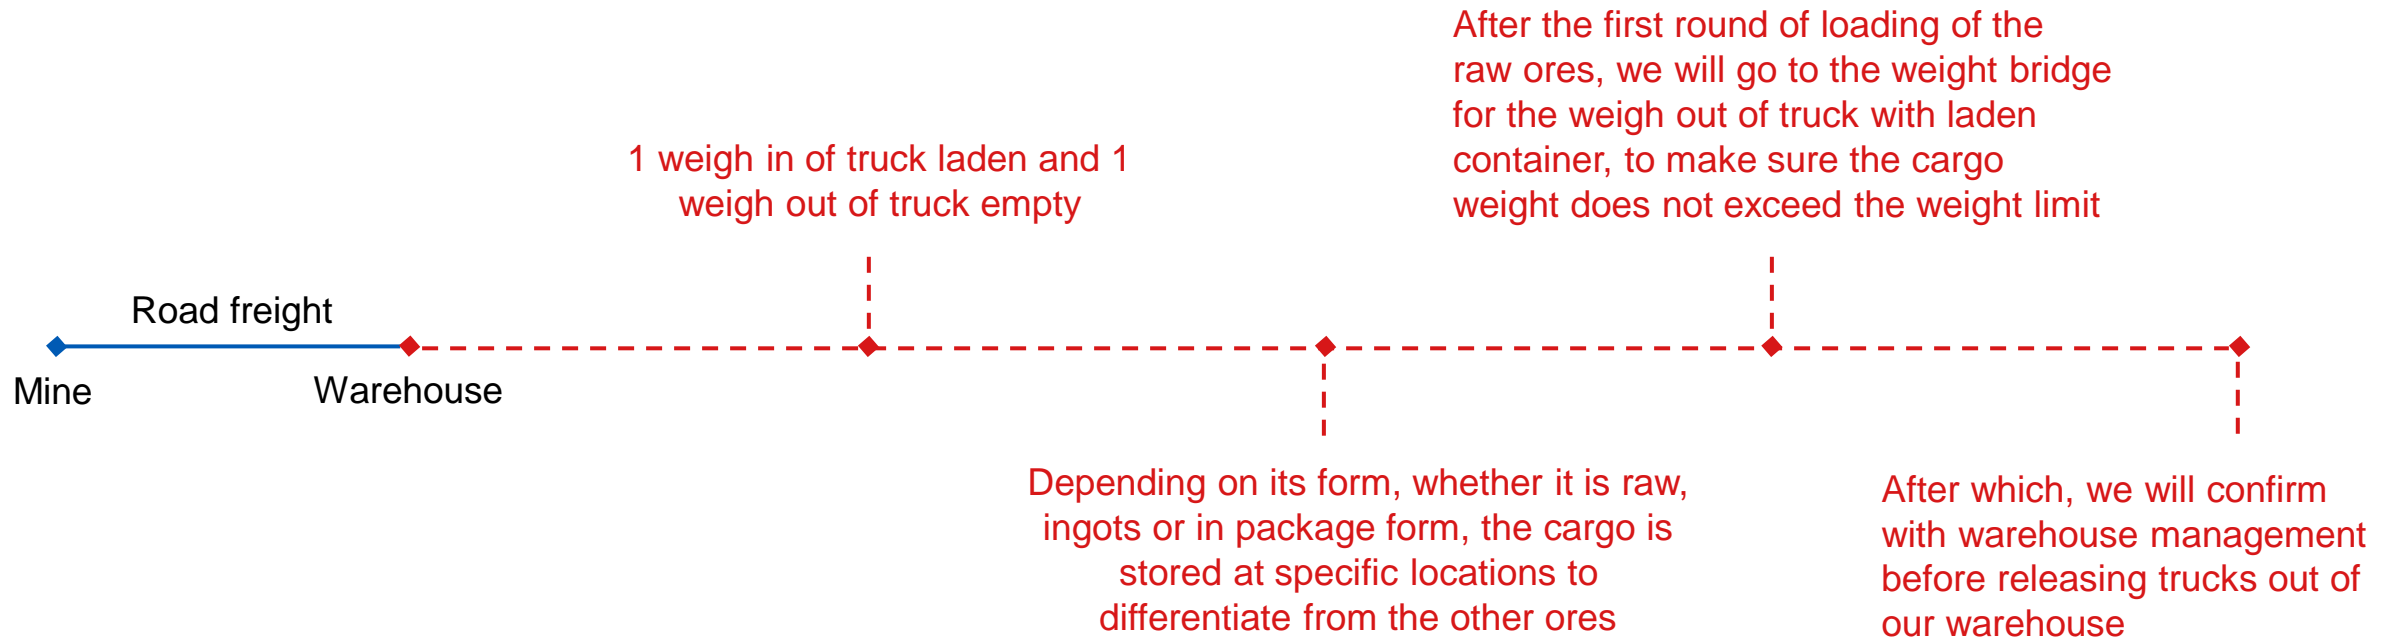 After the first round of loading of the
raw ores, we will go to the weight bridge
for the weigh out of truck with laden
container, to make sure the cargo
weight does not exceed the weight limit
1 weigh in of truck laden and 1
weigh out of truck empty
Road freight
Mine
Warehouse
Depending on its form, whether it is raw,
ingots or in package form, the cargo is
stored at specific locations to
differentiate from the other ores
After which, we will confirm
with warehouse management
before releasing trucks out of
our warehouse